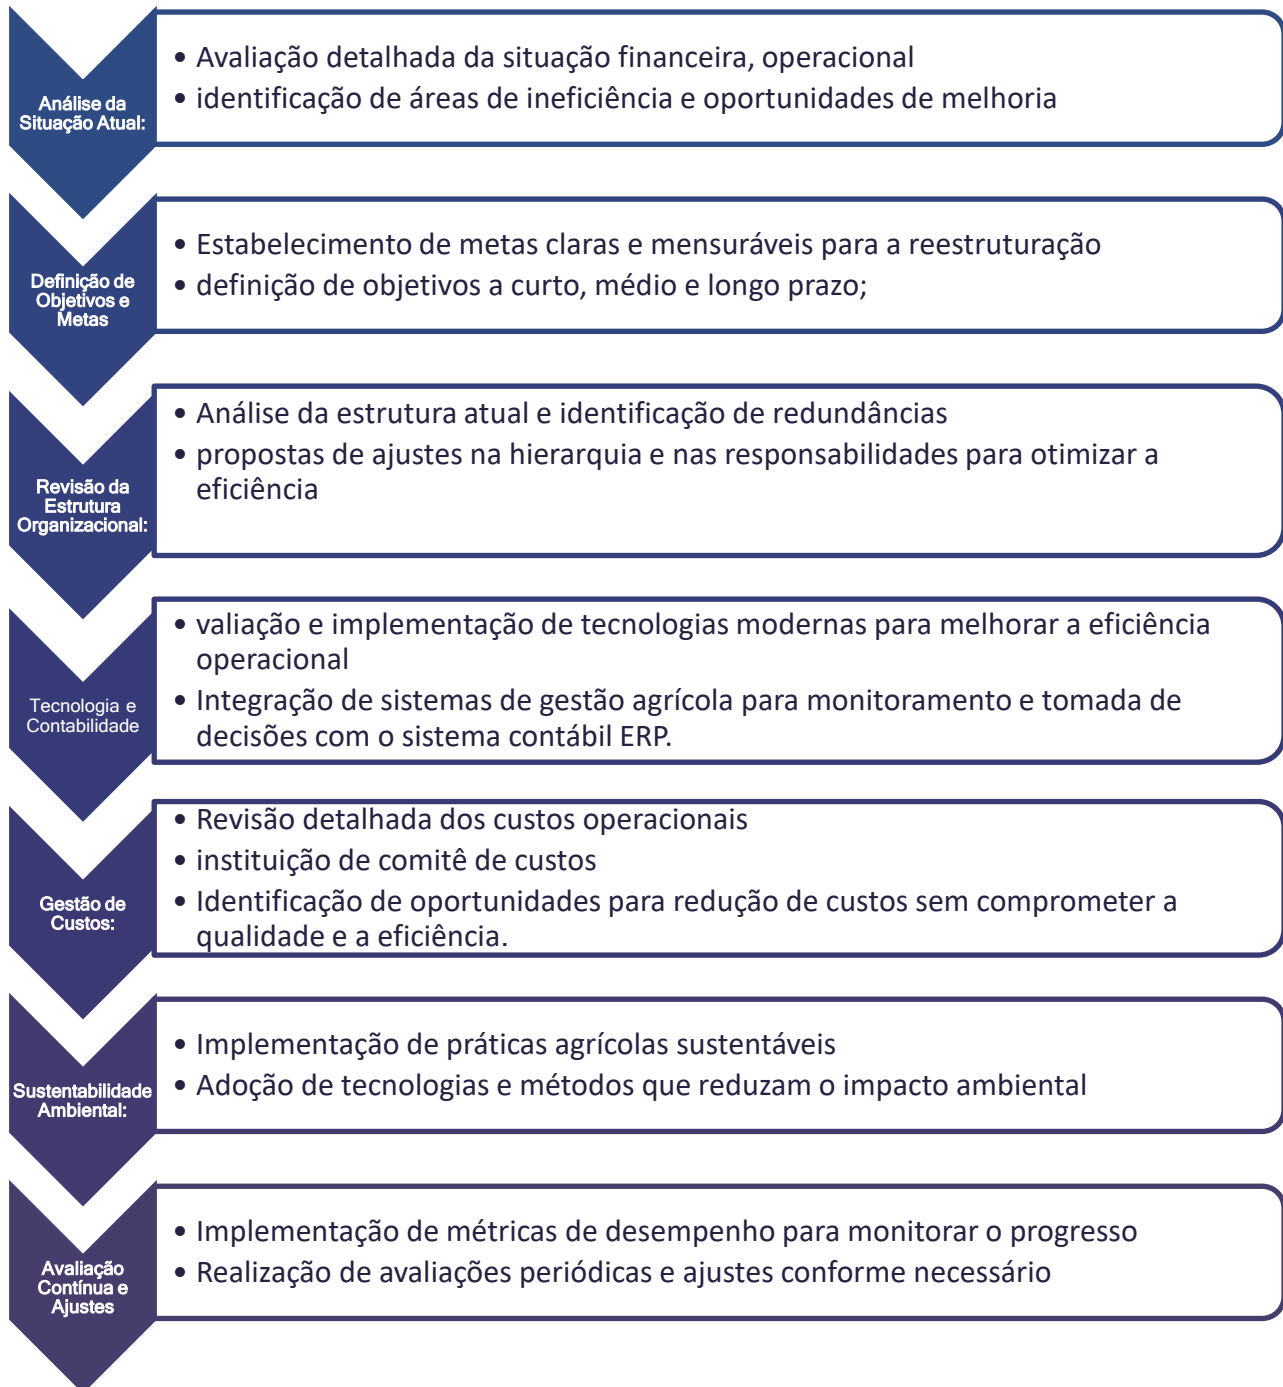 Análise da
Situação Atual:
• Avaliação detalhada da situação financeira, operacional
• identificação de áreas de ineficiência e oportunidades de melhoria
Definição de
Objetivos e
Metas
• Estabelecimento de metas claras e mensuráveis para a reestruturação
• definição de objetivos a curto, médio e longo prazo;
Revisão da
Estrutura
Organizacional:
• Análise da estrutura atual e identificação de redundâncias
• propostas de ajustes na hierarquia e nas responsabilidades para otimizar a
eficiência
Tecnologia e
Contabilidade
• valiação e implementação de tecnologias modernas para melhorar a eficiência
operacional
• Integração de sistemas de gestão agrícola para monitoramento e tomada de
decisões com o sistema contábil ERP.
Gestão de
Custos:
• Revisão detalhada dos custos operacionais
• instituição de comitê de custos
• Identificação de oportunidades para redução de custos sem comprometer a
qualidade e a eficiência.
Sustentabilidade
Ambiental:
• Implementação de práticas agrícolas sustentáveis
• Adoção de tecnologias e métodos que reduzam o impacto ambiental
Avaliação
Contínua e
Ajustes
• Implementação de métricas de desempenho para monitorar o progresso
• Realização de avaliações periódicas e ajustes conforme necessário